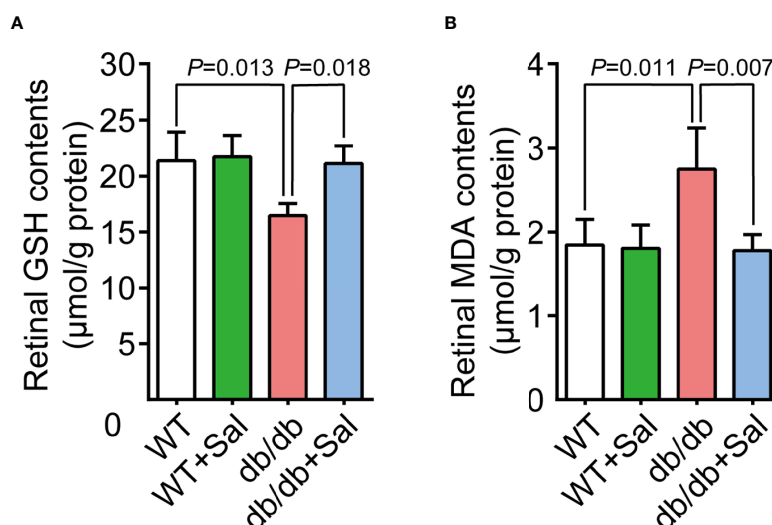 A
Retinal GSH contents
(μmol/g protein)
30
25
20
15
10
5
0
P=0.013
P=0.018
WT
WT+Sal
db/db
db/db+Sal
B
Retinal MDA contents
(μmol/g protein)
4
3
2
1
0
P=0.011
P=0.007
WT
WT+Sal
db/db
db/db+Sal